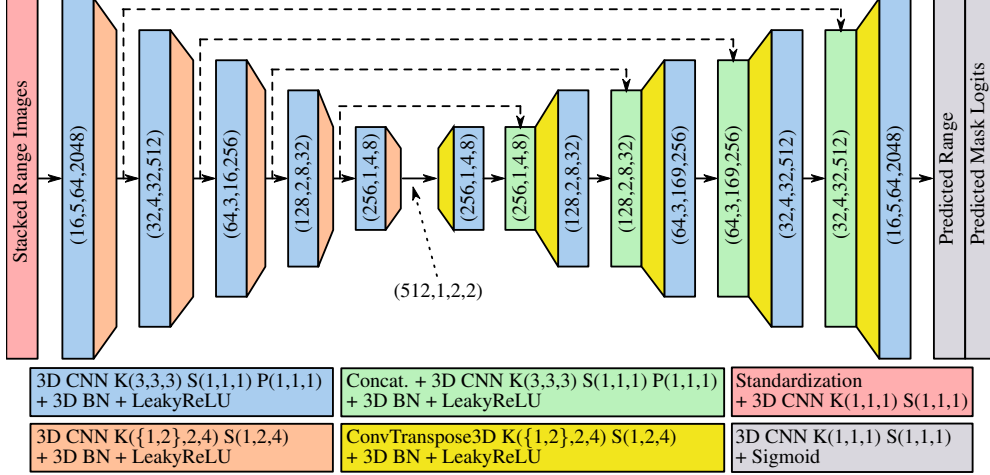 Stacked Range Images
(16,5,64,2048)
(32,4,32,512)
(64,3,16,256)
(128,2,8,32)
(256,1,4,8)
(512,1,2,2)
(256,1,4,8)
(256,1,4,8)
(128,2,8,32)
(128,2,8,32)
(64,3,169,256)
(64,3,169,256)
(32,4,32,512)
(32,4,32,512)
(16,5,64,2048)
Predicted Range
Predicted Mask Logits
3D CNN K(3,3,3) S(1,1,1) P(1,1,1)
+ 3D BN + LeakyReLU
Concat. + 3D CNN K(3,3,3) S(1,1,1) P(1,1,1)
+ 3D BN + LeakyReLU
Standardization
+ 3D CNN K(1,1,1) S(1,1,1)
3D CNN K({1,2},2,4) S(1,2,4)
+ 3D BN + LeakyReLU
ConvTranspose3D K({1,2},2,4) S(1,2,4)
+ 3D BN + LeakyReLU
3D CNN K(1,1,1) S(1,1,1)
+ Sigmoid